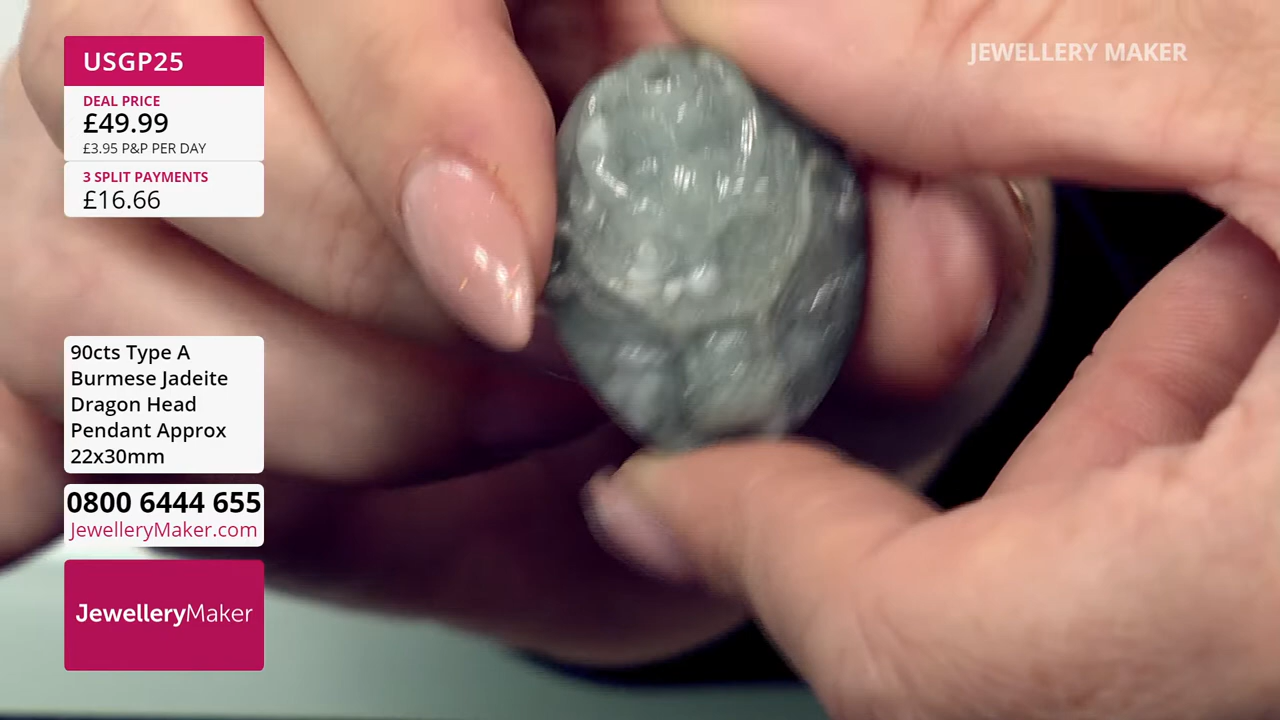 USGP25
DEAL PRICE
£49.99
£3.95 P&P PER DAY
3 SPLIT PAYMENTS
£16.66
90cts Type A
Burmese Jadeite
Dragon Head
Pendant Approx
22x30mm
0800 6444 655
JewelleryMaker.com
JewelleryMaker
JEWELLERY MAKER